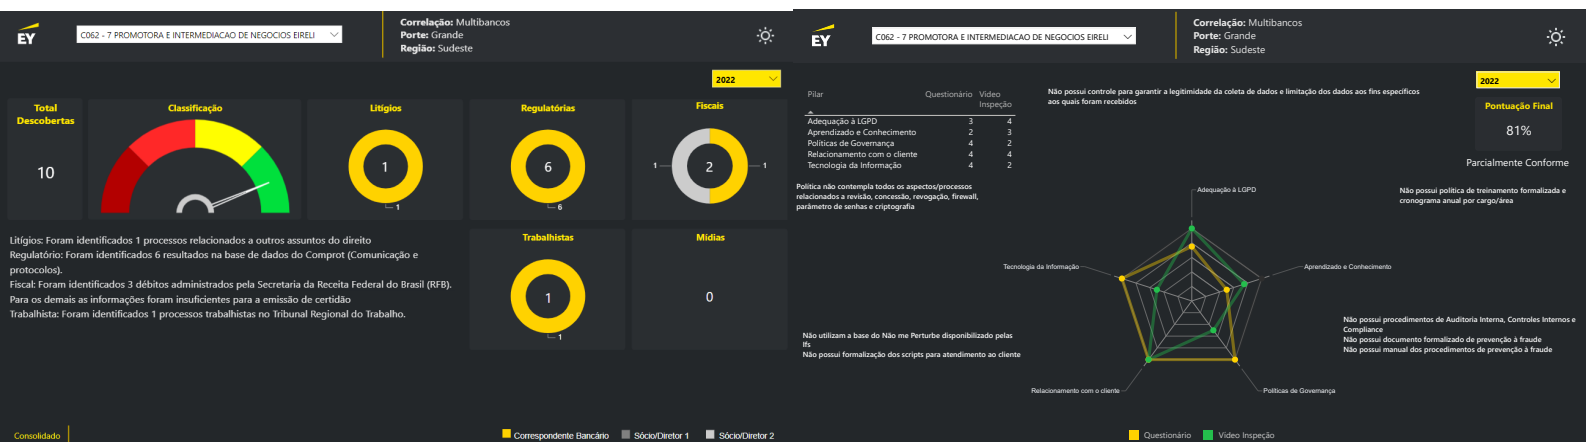 EY
C062 - 7 PROMOTORA E INTERMEDIACAO DE NEGOCIOS EIRELI
Correlação: Multibancos
Porte: Grande
Região: Sudeste
2022
Total
Descobertas
10
Classificação
Litígios
1
1
Regulatórias
6
6
Fiscais
1
2
1
Litígios: Foram identificados 1 processos relacionados a outros assuntos do direito
Regulatório: Foram identificados 6 resultados na base de dados do Comprot (Comunicação e
protocolos).
Fiscal: Foram identificados 3 débitos administrados pela Secretaria da Receita Federal do Brasil (RFB).
Para os demais as informações foram insuficientes para a emissão de certidão
Trabalhista: Foram identificados 1 processos trabalhistas no Tribunal Regional do Trabalho.
Trabalhistas
1
1
Mídias
0
Consolidado
Correspondente Bancário
Sócio/Diretor 1
Sócio/Diretor 2
EY
C062 - 7 PROMOTORA E INTERMEDIACAO DE NEGOCIOS EIRELI
Correlação: Multibancos
Porte: Grande
Região: Sudeste
2022
Pilar Questionário Video
Inspeção
Adequação à LGPD 3 4
Aprendizado e Conhecimento 2 3
Políticas de Governança 4 2
Relacionamento com o cliente 4 4
Tecnologia da Informação 4 2
Não possui controle para garantir a legitimidade da coleta de dados e limitação dos dados aos fins específicos
aos quais foram recebidos
Pontuação Final
81%
Parcialmente Conforme
Política não contempla todos os aspectos/processos
relacionados a revisão, concessão, revogação, firewall,
parâmetro de senhas e criptografia
Adequação à LGPD
Não possui política de treinamento formalizada e
cronograma anual por cargo/área
Tecnologia da Informação
Aprendizado e Conhecimento
Não utilizam a base do Não me Perturbe disponibilizado pelas
Ifs
Não possui formalização dos scripts para atendimento ao cliente
Não possui procedimentos de Auditoria Interna, Controles Internos e
Compliance
Não possui documento formalizado de prevenção à fraude
Não possui manual dos procedimentos de prevenção à fraude
Relacionamento com o cliente
Políticas de Governança
Questionário
Video Inspeção